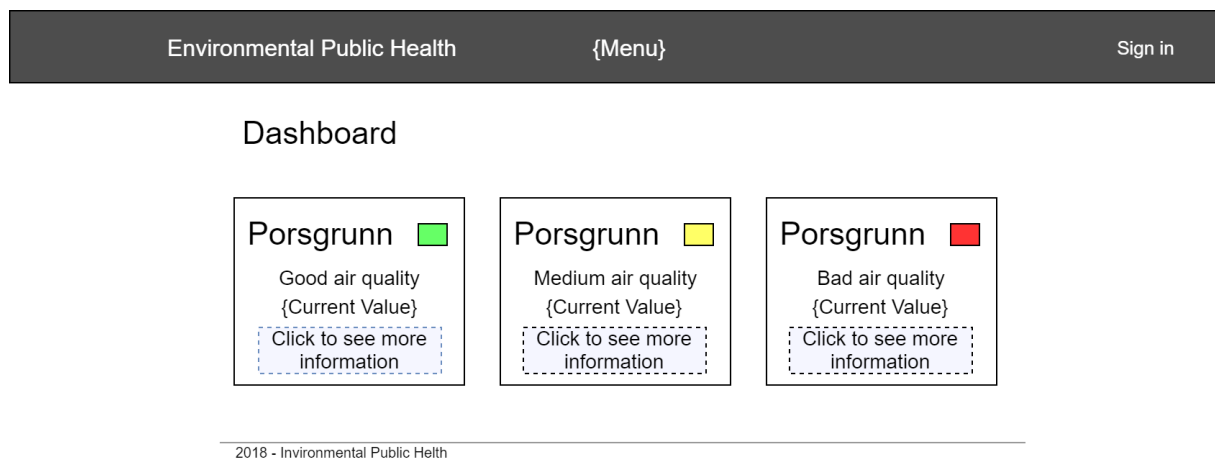 Environmental Public Health
{Menu}
Sign in
Dashboard
Porsgrunn
Good air quality
{Current Value}
Click to see more
information
Porsgrunn
Medium air quality
{Current Value}
Click to see more
information
Porsgrunn
Bad air quality
{Current Value}
Click to see more
information
2018 - Invironmental Public Helth